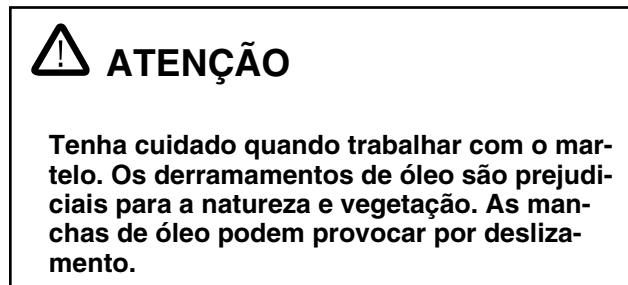 ATENÇÃO
Tenha cuidado quando trabalhar com o mar-
telo. Os derramamentos de óleo são prejudi-
ciais para a natureza e vegetação. As man-
chas de óleo podem provocar por desliza-
mento.